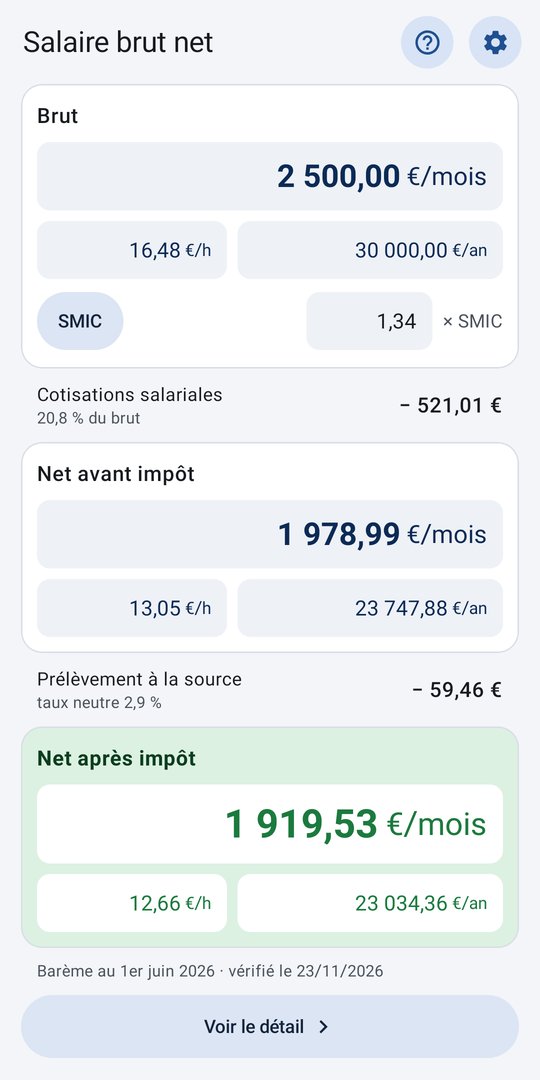 Salaire brut net
Brut
2 500,00 €/mois
16,48 €/h
30 000,00 €/an
SMIC
1,34 × SMIC
Cotisations salariales
20,8 % du brut
− 521,01 €
Net avant impôt
1 978,99 €/mois
13,05 €/h
23 747,88 €/an
Prélèvement à la source
taux neutre 2,9 %
− 59,46 €
Net après impôt
1 919,53 €/mois
12,66 €/h
23 034,36 €/an
Barème au 1er juin 2026 · vérifié le 23/11/2026
Voir le détail